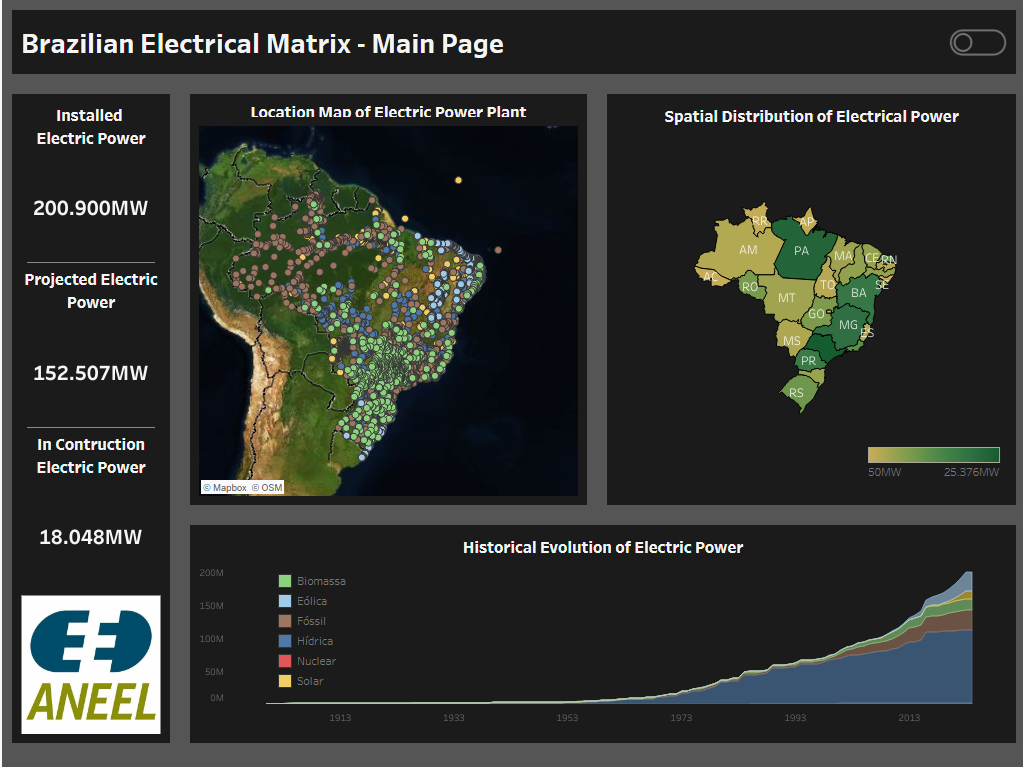 Brazilian Electrical Matrix - Main Page
Installed
Electric Power
200.900MW
Projected Electric
Power
152.507MW
In Contruction
Electric Power
18.048MW
ANEEL
Location Map of Electric Power Plant
© Mapbox © OSM
Spatial Distribution of Electrical Power
RR
AP
AM
PA
MA
CE
RN
AC
RO
TO
SE
MT
BA
GO
MG
ES
MS
PR
RS
50MW
25.376MW
Historical Evolution of Electric Power
200M
150M
100M
50M
0M
Biomassa
Eólica
Fóssil
Hídrica
Nuclear
Solar
1913
1933
1953
1973
1993
2013